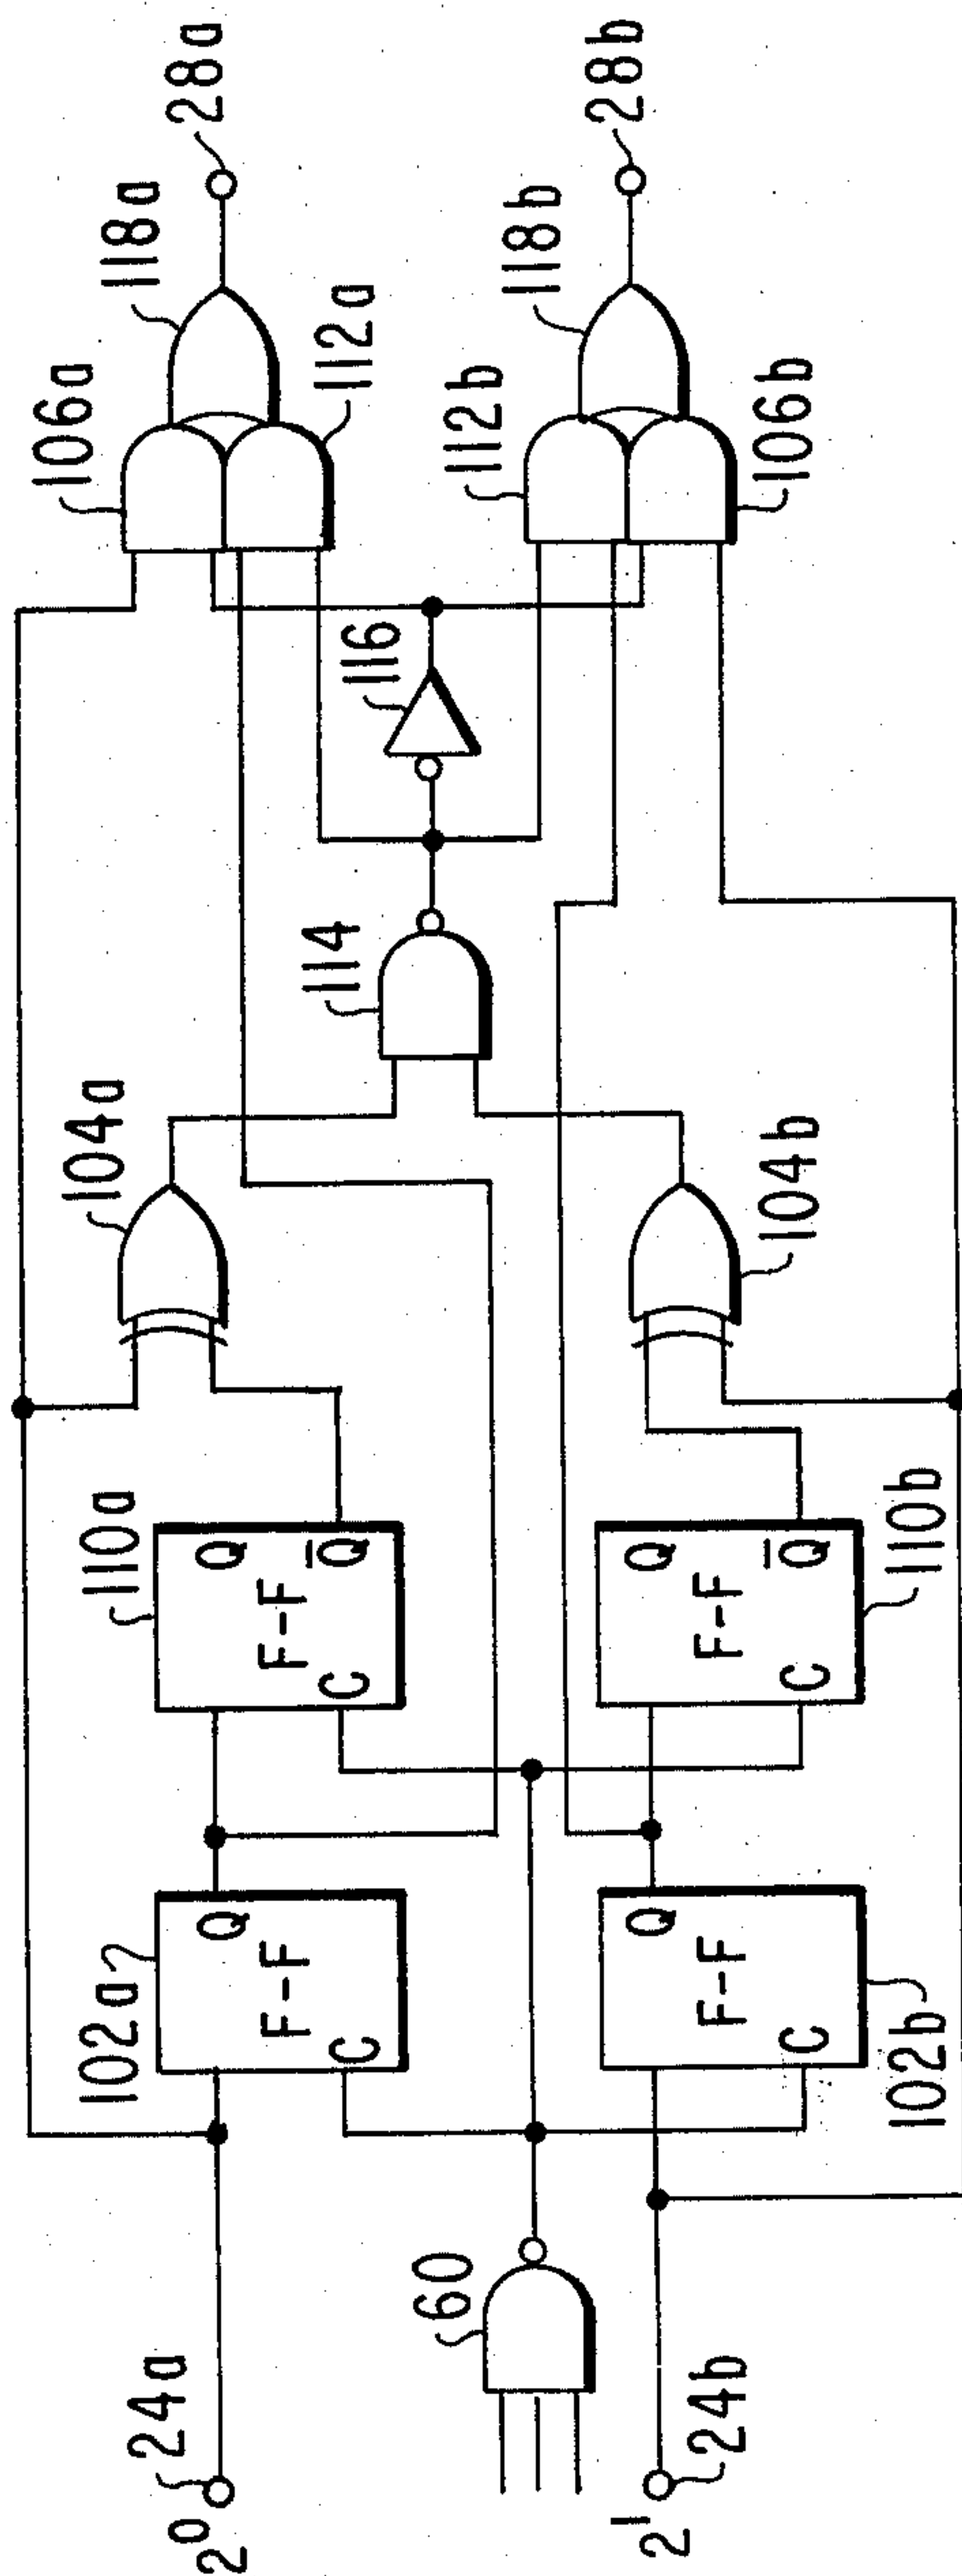 2⁰
24a
102a
F-F
Q
C
110a
F-F
Q
Q̅
C
104a
106a
118a
28a
112a
60
114
116
2¹
24b
102b
F-F
Q
C
110b
F-F
Q
Q̅
C
104b
112b
118b
28b
106b